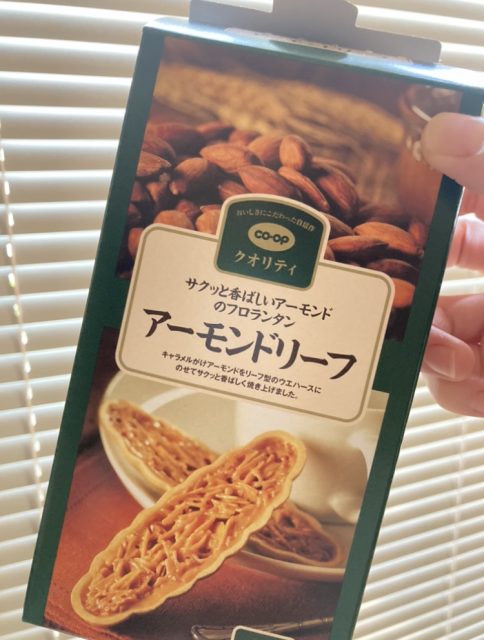 おいしさにこだわった自信作
CO·OP
クオリティ
サクッと香ばしいアーモンド
のフロランタン
アーモンドリーフ
キャラメルがけアーモンドをリーフ型のウエハースに
のせてサクッと香ばしく焼き上げました。